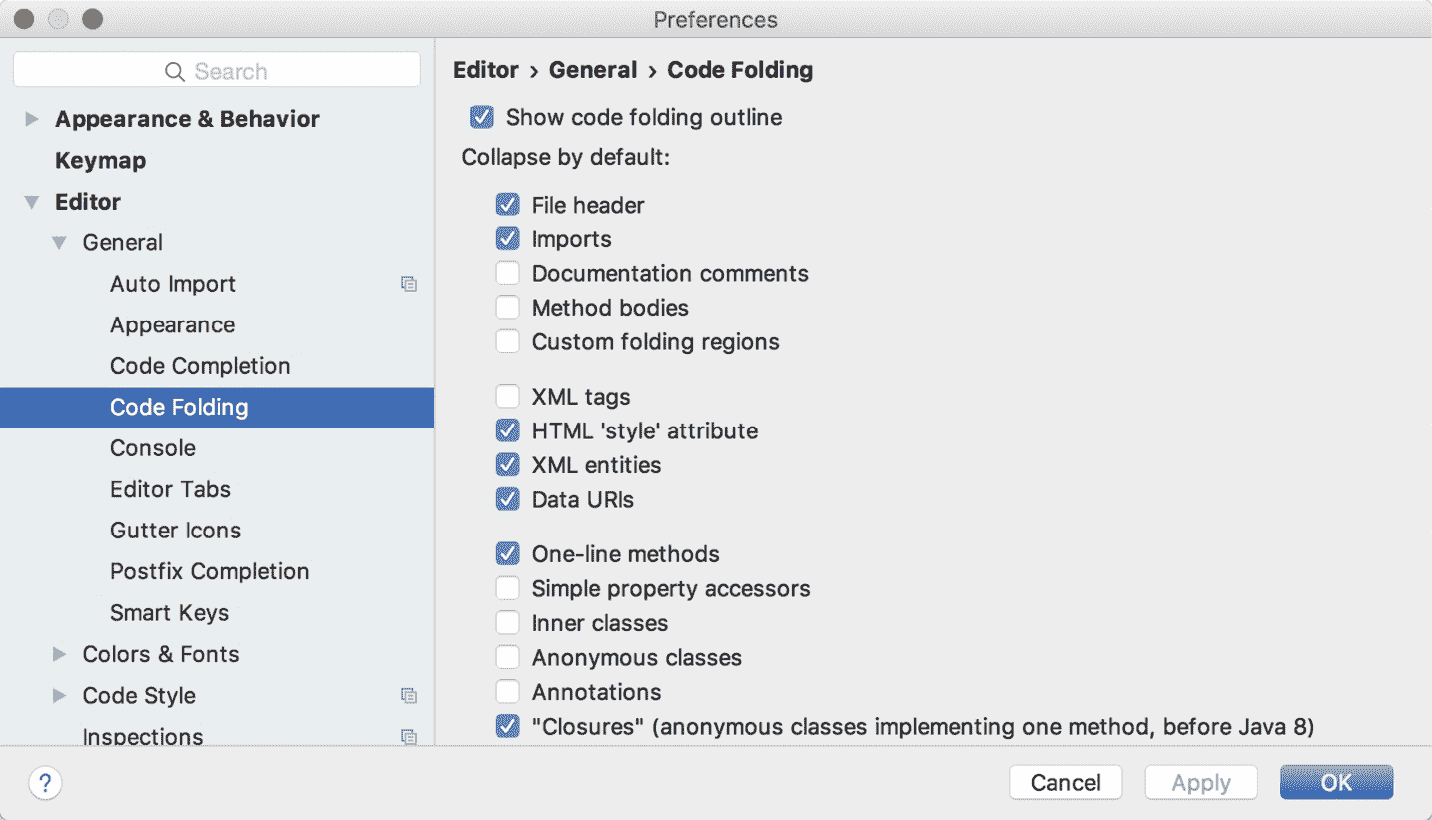 Preferences
Search
Appearance & Behavior
Keymap
Editor
General
Auto Import
Appearance
Code Completion
Code Folding
Console
Editor Tabs
Gutter Icons
Postfix Completion
Smart Keys
Colors & Fonts
Code Style
Inspections
Editor › General › Code Folding
Show code folding outline
Collapse by default:
File header
Imports
Documentation comments
Method bodies
Custom folding regions
XML tags
HTML 'style' attribute
XML entities
Data URIs
One-line methods
Simple property accessors
Inner classes
Anonymous classes
Annotations
"Closures" (anonymous classes implementing one method, before Java 8)
?
Cancel
Apply
OK